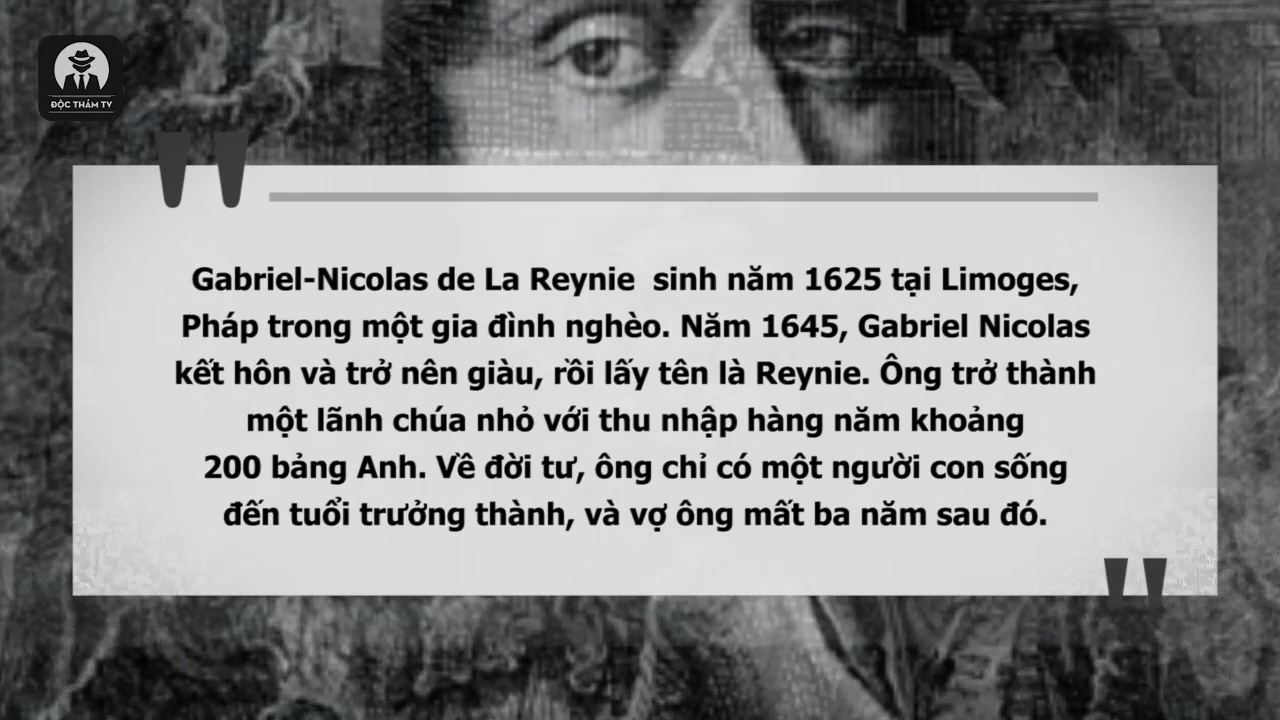 ĐỘC THÁM TV
Gabriel-Nicolas de La Reynie sinh năm 1625 tại Limoges,
Pháp trong một gia đình nghèo. Năm 1645, Gabriel Nicolas
kết hôn và trở nên giàu, rồi lấy tên là Reynie. Ông trở thành
một lãnh chúa nhỏ với thu nhập hàng năm khoảng
200 bảng Anh. Về đời tư, ông chỉ có một người con sống
đến tuổi trưởng thành, và vợ ông mất ba năm sau đó.